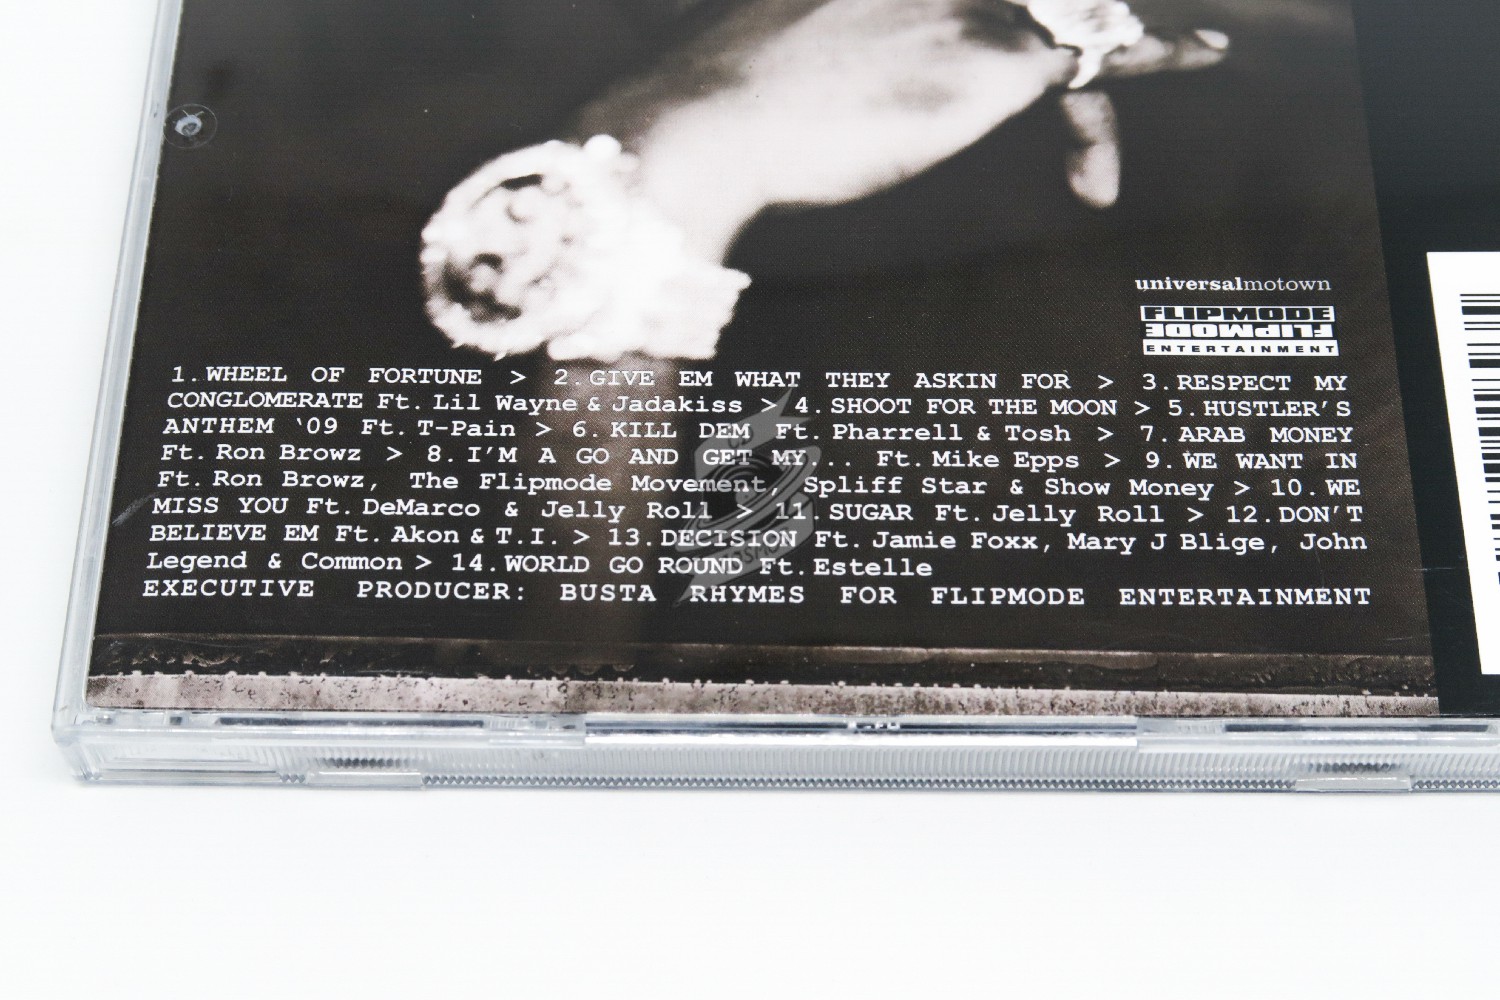 universalmotown
FLIPMODE
FLIPMODE
ENTERTAINMENT
1. WHEEL OF FORTUNE > 2. GIVE EM WHAT THEY ASKIN FOR > 3. RESPECT MY
CONGLOMERATE Ft. Lil Wayne & Jadakiss > 4. SHOOT FOR THE MOON > 5. HUSTLER'S
ANTHEM '09 Ft. T-Pain > 6. KILL DEM Ft. Pharrell & Tosh > 7. ARAB MONEY
Ft. Ron Browz > 8. I'M A GO AND GET MY... Ft. Mike Epps > 9. WE WANT IN
Ft. Ron Browz, The Flipmode Movement, Spliff Star & Show Money > 10. WE
MISS YOU Ft. DeMarco & Jelly Roll > 11. SUGAR Ft. Jelly Roll > 12. DON'T
BELIEVE EM Ft. Akon & T.I. > 13. DECISION Ft. Jamie Foxx, Mary J Blige, John
Legend & Common > 14. WORLD GO ROUND Ft. Estelle
EXECUTIVE PRODUCER: BUSTA RHYMES FOR FLIPMODE ENTERTAINMENT